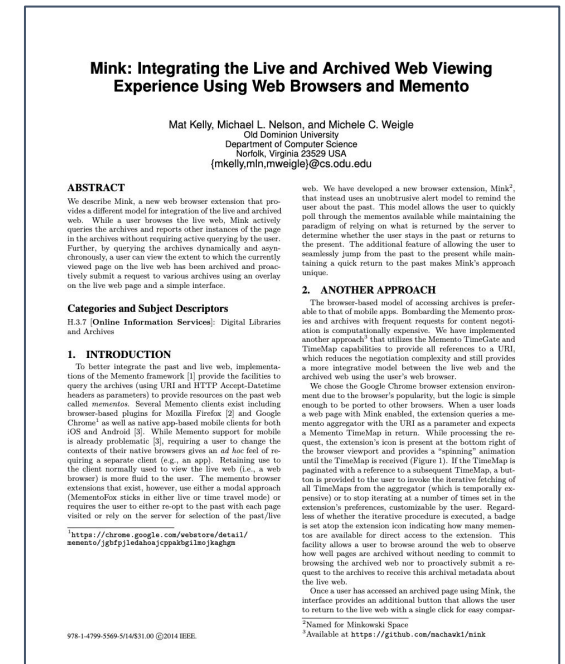 Mink: Integrating the Live and Archived Web Viewing
Experience Using Web Browsers and Memento
Mat Kelly, Michael L. Nelson, and Michele C. Weigle
Old Dominion University
Department of Computer Science
Norfolk, Virginia 23529 USA
{mkelly,mln,mweigle}@cs.odu.edu
ABSTRACT
We describe Mink, a new web browser extension that pro-
vides a different model for integration of the live and archived
web. While a user browses the live web, Mink actively
queries the archives and reports other instances of the page
in the archives without requiring active querying by the user.
Further, by querying the archives dynamically and asyn-
chronously, a user can view the extent to which the currently
viewed page on the live web has been archived and proac-
tively submit a request to various archives using an overlay
on the live web page and a simple interface.
Categories and Subject Descriptors
H.3.7 [Online Information Services]: Digital Libraries
and Archives
1. INTRODUCTION
To better integrate the past and live web, implementa-
tions of the Memento framework [1] provide the facilities to
query the archives (using URI and HTTP Accept-Datetime
headers as parameters) to provide resources on the past web
called mementos. Several Memento clients exist including
browser-based plugins for Mozilla Firefox [2] and Google
Chrome1 as well as native app-based mobile clients for both
iOS and Android [3]. While Memento support for mobile
is already problematic [3], requiring a user to change the
contexts of their native browsers gives an ad hoc feel of re-
quiring a separate client (e.g., an app). Retaining use to
the client normally used to view the live web (i.e., a web
browser) is more fluid to the user. The memento browser
extensions that exist, however, use either a modal approach
(MementoFox sticks in either live or time travel mode) or
requires the user to either re-opt to the past with each page
visited or rely on the server for selection of the past/live
1https://chrome.google.com/webstore/detail/
memento/jgbfpjledahoajcppakbgilmojkaghgm
978-1-4799-5569-5/14/$31.00 ©2014 IEEE.
web. We have developed a new browser extension, Mink2,
that instead uses an unobtrusive alert model to remind the
user about the past. This model allows the user to quickly
poll through the mementos available while maintaining the
paradigm of relying on what is returned by the server to
determine whether the user stays in the past or returns to
the present. The additional feature of allowing the user to
seamlessly jump from the past to the present while main-
taining a quick return to the past makes Mink's approach
unique.
2. ANOTHER APPROACH
The browser-based model of accessing archives is prefer-
able to that of mobile apps. Bombarding the Memento prox-
ies and archives with frequent requests for content negoti-
ation is computationally expensive. We have implemented
another approach3 that utilizes the Memento TimeGate and
TimeMap capabilities to provide all references to a URI,
which reduces the negotiation complexity and still provides
a more integrative model between the live web and the
archived web using the user's web browser.
We chose the Google Chrome browser extension environ-
ment due to the browser's popularity, but the logic is simple
enough to be ported to other browsers. When a user loads
a web page with Mink enabled, the extension queries a me-
mento aggregator with the URI as a parameter and expects
a Memento TimeMap in return. While processing the re-
quest, the extension's icon is present at the bottom right of
the browser viewport and provides a "spinning" animation
until the TimeMap is received (Figure 1). If the TimeMap is
paginated with a reference to a subsequent TimeMap, a but-
ton is provided to the user to invoke the iterative fetching of
all TimeMaps from the aggregator (which is temporally ex-
pensive) or to stop iterating at a number of times set in the
extension's preferences, customizable by the user. Regard-
less of whether the iterative procedure is executed, a badge
is set atop the extension icon indicating how many memen-
tos are available for direct access to the extension. This
facility allows a user to browse around the web to observe
how well pages are archived without needing to commit to
browsing the archived web nor to proactively submit a re-
quest to the archives to receive this archival metadata about
the live web.
Once a user has accessed an archived page using Mink, the
interface provides an additional button that allows the user
to return to the live web with a single click for easy compar-
2Named for Minkowski Space
3Available at https://github.com/machawk1/mink